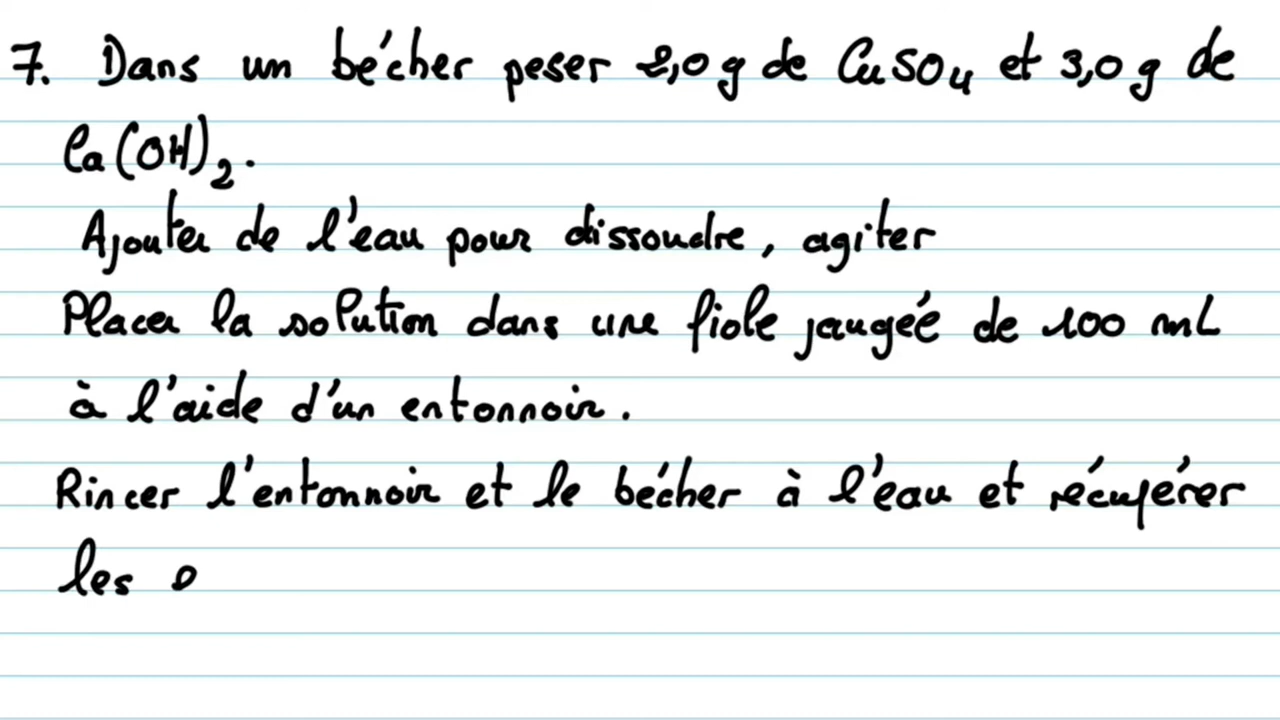 7. Dans un bécher peser 2,0 g de CuSO4 et 3,0 g de
Ca(OH)2.
Ajouter de l'eau pour dissoudre, agiter
Placer la solution dans une fiole jaugée de 100 mL
à l'aide d'un entonnoir.
Rincer l'entonnoir et le bécher à l'eau et récupérer
les